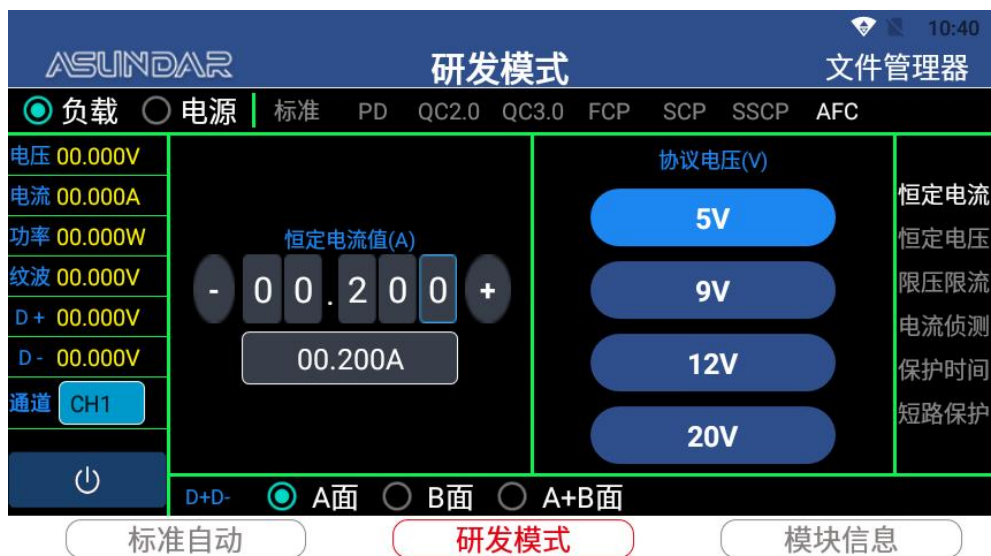 10:40
ASUNDAR 研发模式 文件管理器
负载 电源 标准 PD QC2.0 QC3.0 FCP SCP SSCP AFC
电压 00.000V
电流 00.000A
功率 00.000W
纹波 00.000V
D+ 00.000V
D- 00.000V
通道 CH1
恒定电流值(A)
- 0 0 . 2 0 0 +
00.200A
协议电压(V)
5V
9V
12V
20V
恒定电流
恒定电压
限压限流
电流侦测
保护时间
短路保护
D+D- A面 B面 A+B面
标准自动 研发模式 模块信息